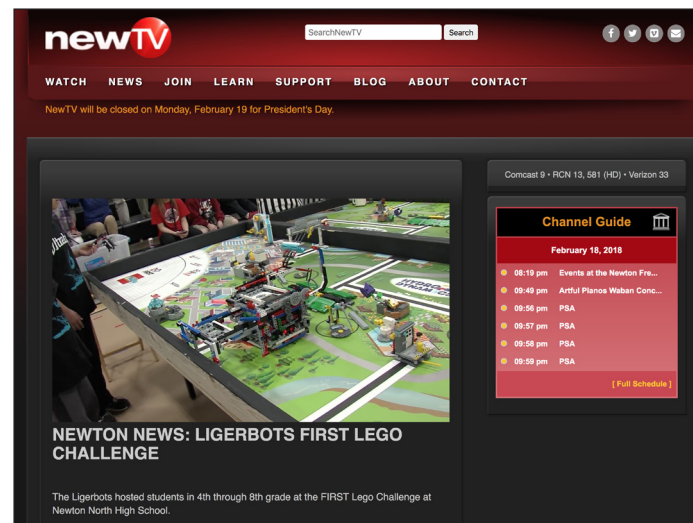 newTV
SearchNewTV Search
WATCH NEWS JOIN LEARN SUPPORT BLOG ABOUT CONTACT
NewTV will be closed on Monday, February 19 for President's Day.
Comcast 9 • RCN 13, 581 (HD) • Verizon 33
Channel Guide
February 18, 2018
08:19 pm Events at the Newton Fre...
09:49 pm Artful Pianos Waban Conc...
09:56 pm PSA
09:57 pm PSA
09:58 pm PSA
09:59 pm PSA
[ Full Schedule ]
NEWTON NEWS: LIGERBOTS FIRST LEGO
CHALLENGE
The Ligerbots hosted students in 4th through 8th grade at the FIRST Lego Challenge at
Newton North High School.